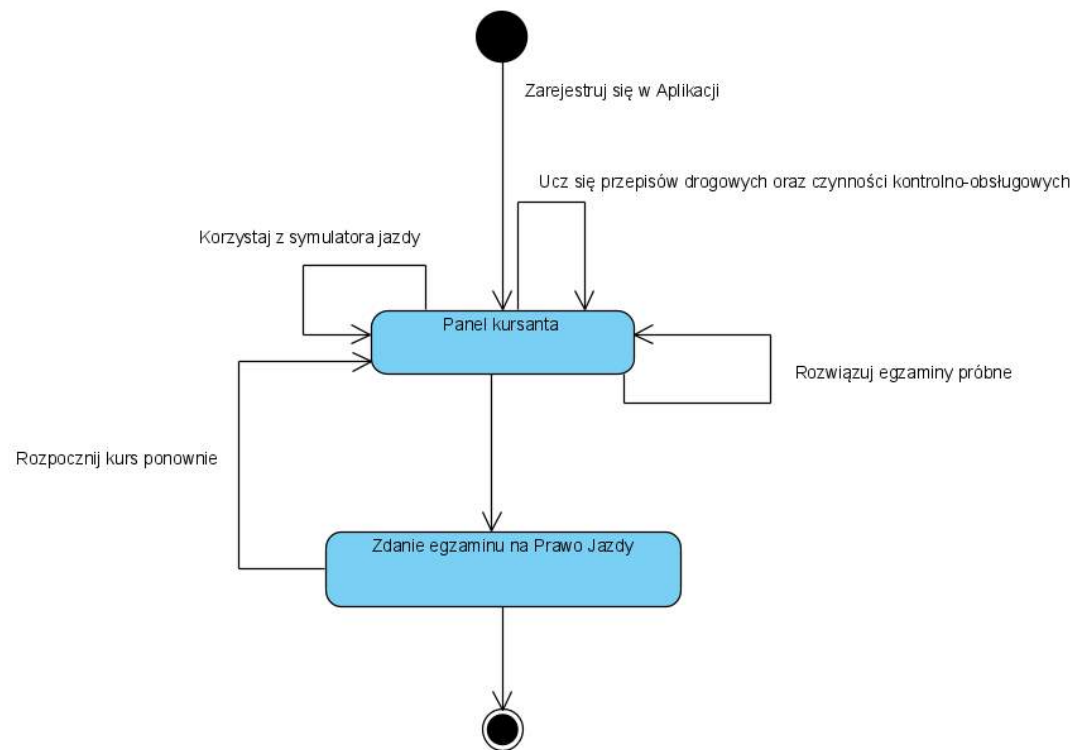 Zarejestruj się w Aplikacji
Ucz się przepisów drogowych oraz czynności kontrolno-obsługowych
Korzystaj z symulatora jazdy
Panel kursanta
Rozwiązuj egzaminy próbne
Rozpocznij kurs ponownie
Zdanie egzaminu na Prawo Jazdy